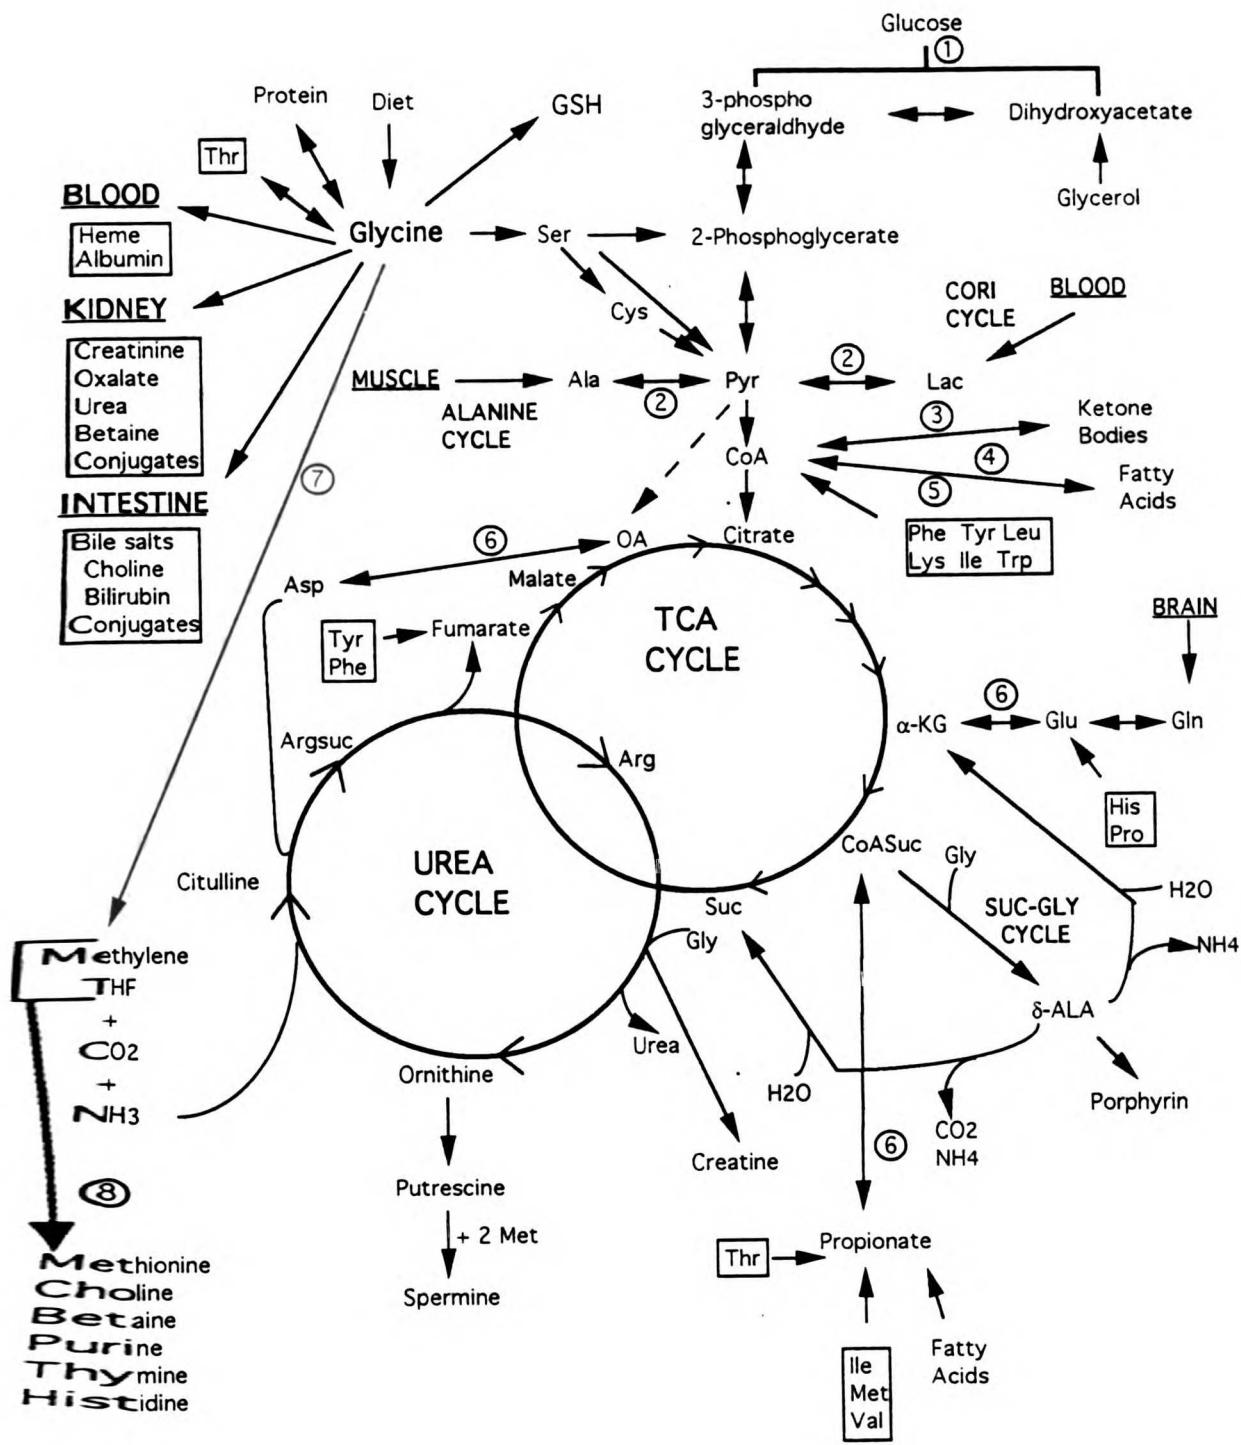 Glucose
1
Protein
Diet
GSH
3-phospho
glyceraldhyde
Dihydroxyacetate
Thr
Glycerol
BLOOD
Heme
Albumin
Glycine
Ser
2-Phosphoglycerate
KIDNEY
Creatinine
Oxalate
Urea
Betaine
Conjugates
Cys
CORI
CYCLE
BLOOD
MUSCLE
ALANINE
CYCLE
Ala
2
Pyr
2
Lac
3
Ketone
Bodies
CoA
4
5
Fatty
Acids
7
INTESTINE
Bile salts
Choline
Bilirubin
Conjugates
Phe Tyr Leu
Lys Ile Trp
6
OA
Citrate
Asp
Malate
TCA
CYCLE
BRAIN
Tyr
Phe
Fumarate
α-KG
6
Glu
Gln
Argsuc
Arg
His
Pro
UREA
CYCLE
CoASuc
Gly
Citulline
Suc
SUC-GLY
CYCLE
H2O
Gly
NH4
Methylene
THF
+
CO2
+
NH3
δ-ALA
Urea
Ornithine
H2O
Porphyrin
CO2
NH4
6
Creatine
Putrescine
8
+ 2 Met
Spermine
Thr
Propionate
Methionine
Choline
Betaine
Purine
Thymine
Histidine
Ile
Met
Val
Fatty
Acids